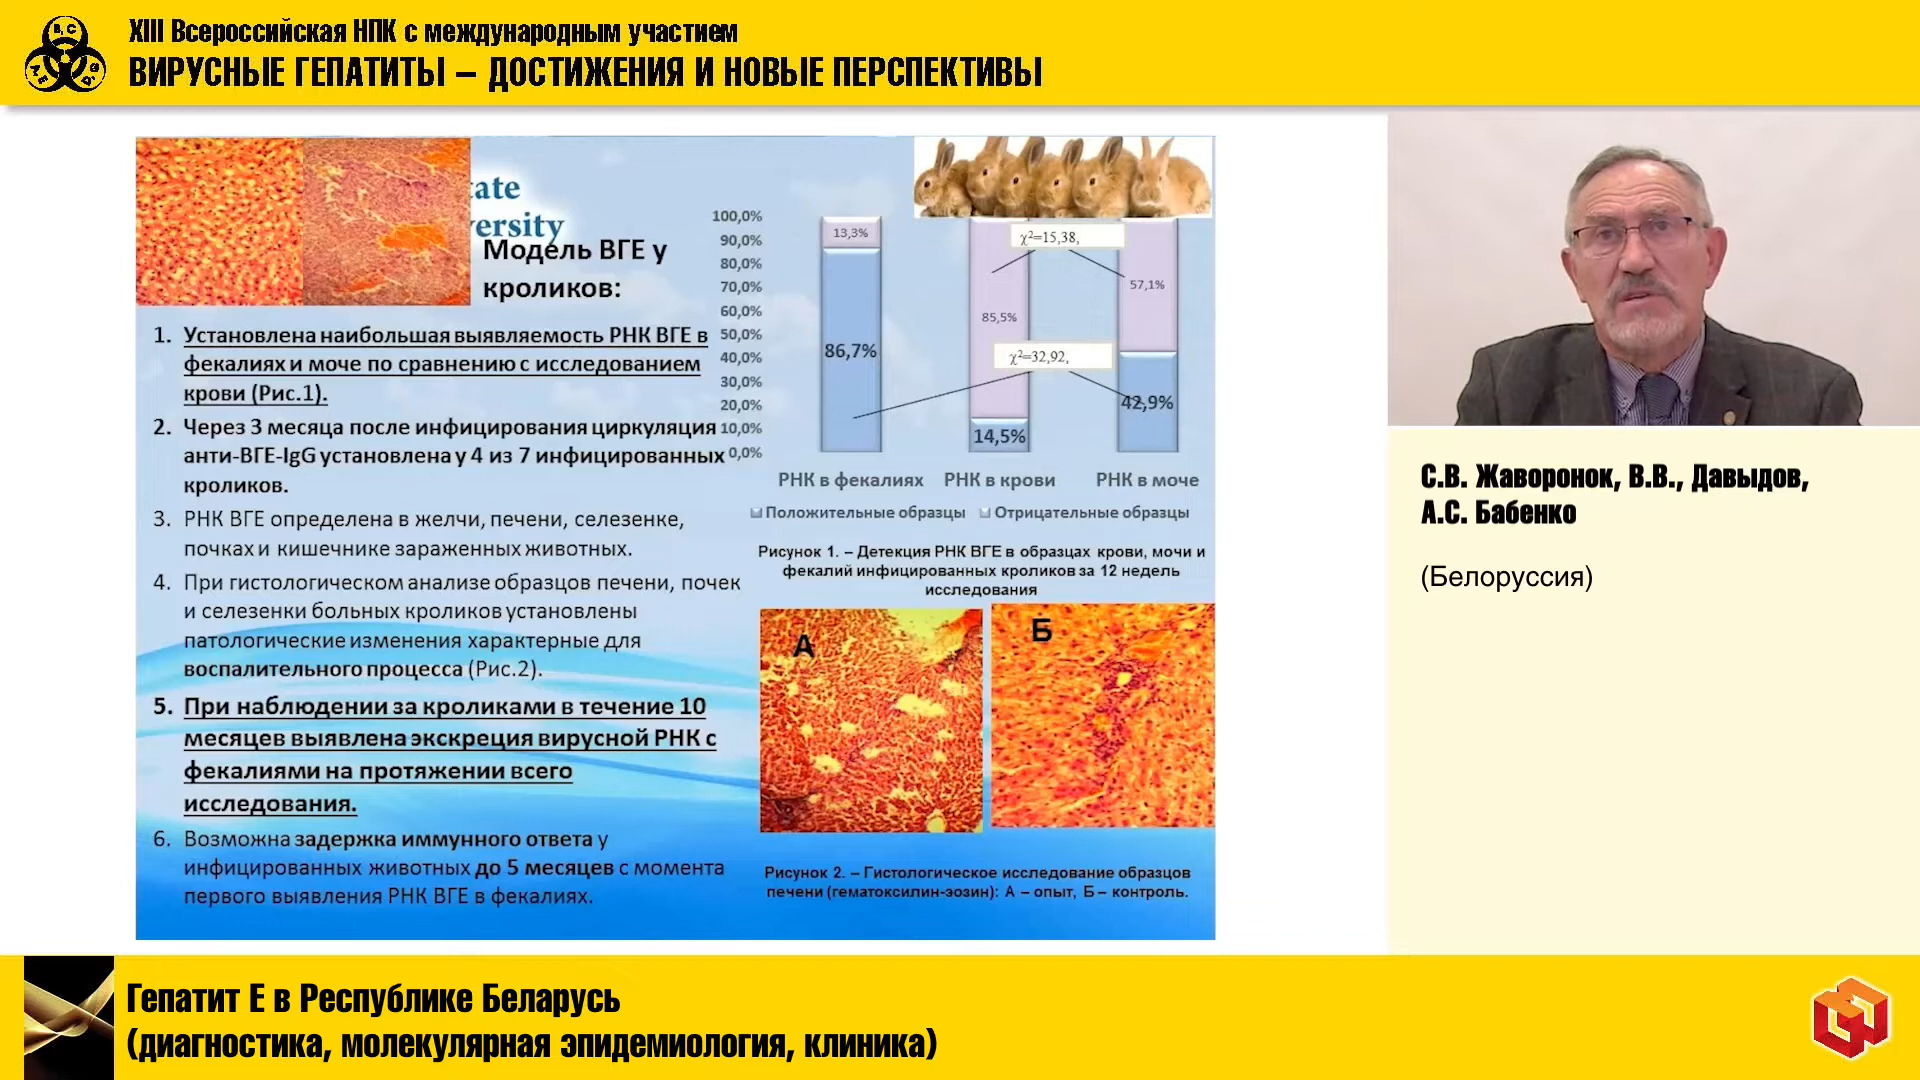 XIII Всероссийская НПК с международным участием
ВИРУСНЫЕ ГЕПАТИТЫ – ДОСТИЖЕНИЯ И НОВЫЕ ПЕРСПЕКТИВЫ
B, C
tate
versity
Модель ВГЕ у
кроликов:
1. Установлена наибольшая выявляемость РНК ВГЕ в
фекалиях и моче по сравнению с исследованием
крови (Рис.1).
2. Через 3 месяца после инфицирования циркуляция
анти-ВГЕ-IgG установлена у 4 из 7 инфицированных
кроликов.
3. РНК ВГЕ определена в желчи, печени, селезенке,
почках и кишечнике зараженных животных.
4. При гистологическом анализе образцов печени, почек
и селезенки больных кроликов установлены
патологические изменения характерные для
воспалительного процесса (Рис.2).
5. При наблюдении за кроликами в течение 10
месяцев выявлена экскреция вирусной РНК с
фекалиями на протяжении всего
исследования.
6. Возможна задержка иммунного ответа у
инфицированных животных до 5 месяцев с момента
первого выявления РНК ВГЕ в фекалиях.
100,0%
90,0%
80,0%
70,0%
60,0%
50,0%
40,0%
30,0%
20,0%
10,0%
0,0%
13,3%
86,7%
85,5%
14,5%
57,1%
42,9%
χ²=15,38,
χ²=32,92,
РНК в фекалиях РНК в крови РНК в моче
Положительные образцы Отрицательные образцы
Рисунок 1. – Детекция РНК ВГЕ в образцах крови, мочи и
фекалий инфицированных кроликов за 12 недель
исследования
А
Б
Рисунок 2. – Гистологическое исследование образцов
печени (гематоксилин-эозин): А – опыт, Б – контроль.
С.В. Жаворонок, В.В., Давыдов,
А.С. Бабенко
(Белоруссия)
Гепатит Е в Республике Беларусь
(диагностика, молекулярная эпидемиология, клиника)